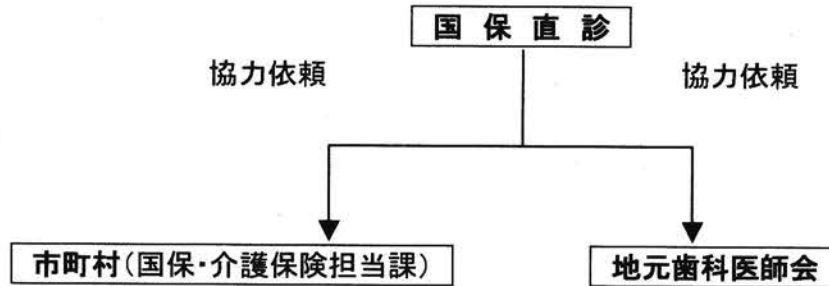 国保直診
協力依頼
協力依頼
市町村(国保・介護保険担当課)
地元歯科医師会